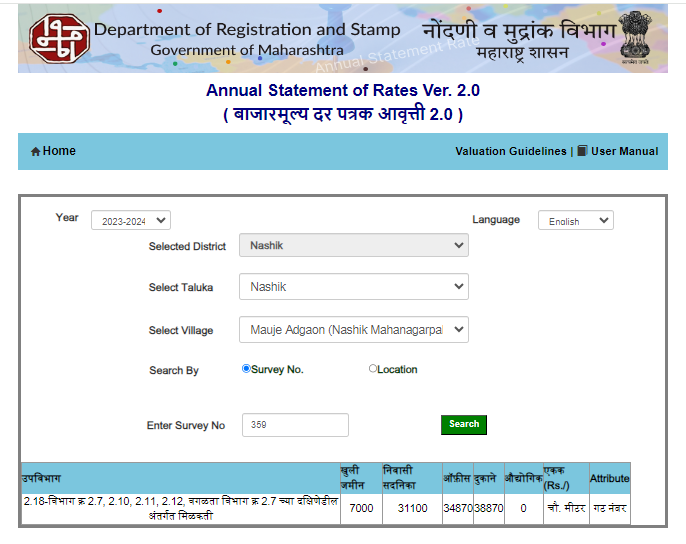 Department of Registration and Stamp
Government of Maharashtra
नोंदणी व मुद्रांक विभाग
महाराष्ट्र शासन
Annual Statement Rate
Annual Statement of Rates Ver. 2.0
( बाजारमूल्य दर पत्रक आवृत्ती 2.0 )
Home
Valuation Guidelines | User Manual
Year 2023-2024
Language English
Selected District Nashik
Select Taluka Nashik
Select Village Mauje Adgaon (Nashik Mahanagarpal
Search By Survey No. Location
Enter Survey No 359 Search
उपविभाग खुली जमीन निवासी सदनिका ऑफ़ीस दुकाने औद्योगिक एकक (Rs./) Attribute
2.18-विभाग क्र 2.7, 2.10, 2.11, 2.12, वगळता विभाग क्र 2.7 च्या दक्षिणेडील
अंतर्गत मिळकती
7000 31100 34870 38870 0 चौ. मीटर गट नंबर